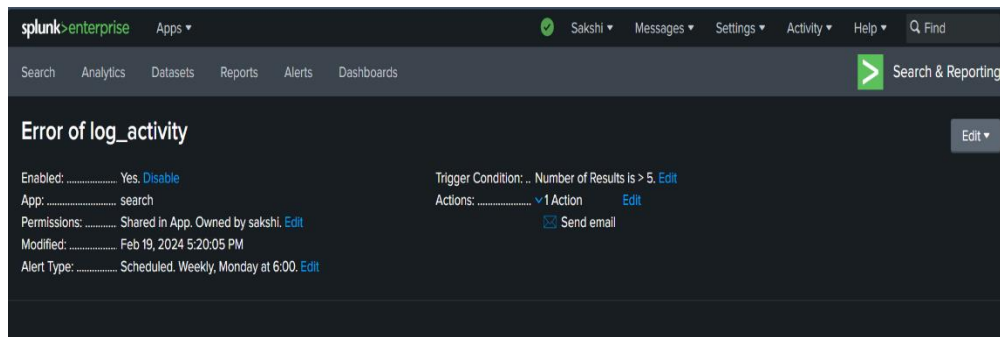 splunk>enterprise Apps Sakshi Messages Settings Activity Help Find
Search Analytics Datasets Reports Alerts Dashboards Search & Reporting
Error of log_activity
Edit
Enabled: ................... Yes. Disable
App: .......................... search
Permissions: ............ Shared in App. Owned by sakshi. Edit
Modified: .................. Feb 19, 2024 5:20:05 PM
Alert Type: ............... Scheduled. Weekly, Monday at 6:00. Edit
Trigger Condition: .. Number of Results is > 5. Edit
Actions: .................... 1 Action Edit
Send email